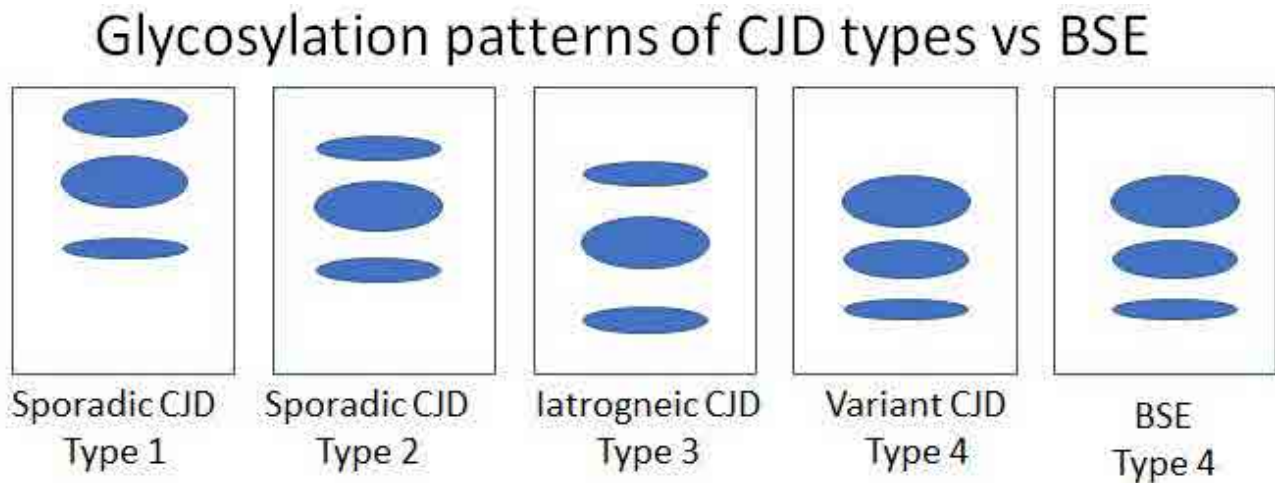 Glycosylation patterns of CJD types vs BSE
Sporadic CJD
Type 1
Sporadic CJD
Type 2
Iatrogneic CJD
Type 3
Variant CJD
Type 4
BSE
Type 4